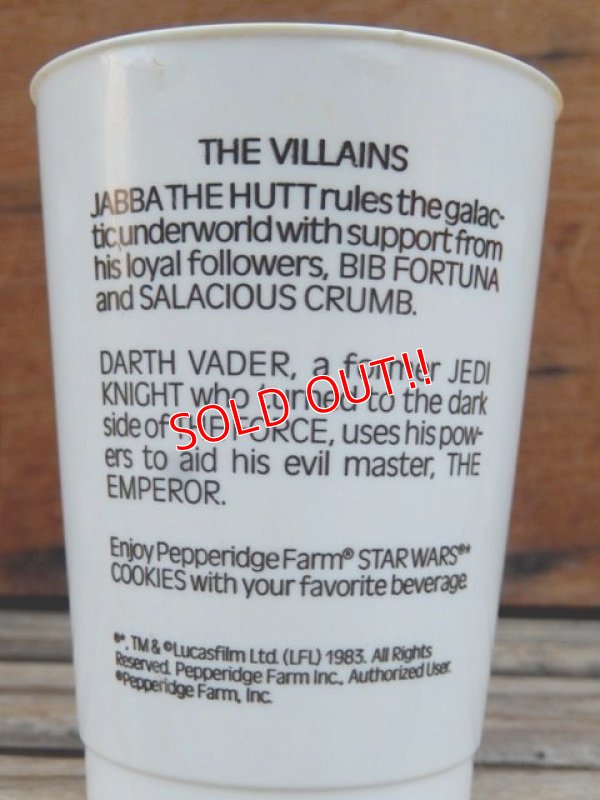 THE VILLAINS
JABBA THE HUTT rules the galac-
tic underworld with support from
his loyal followers, BIB FORTUNA
and SALACIOUS CRUMB.
DARTH VADER, a former JEDI
KNIGHT who turned to the dark
side of THE FORCE, uses his pow-
ers to aid his evil master, THE
EMPEROR.
SOLD OUT!!
Enjoy Pepperidge Farm® STAR WARS®*
COOKIES with your favorite beverage
®*, TM & ©Lucasfilm Ltd. (LFL) 1983. All Rights
Reserved. Pepperidge Farm Inc., Authorized User.
®Pepperidge Farm, Inc.